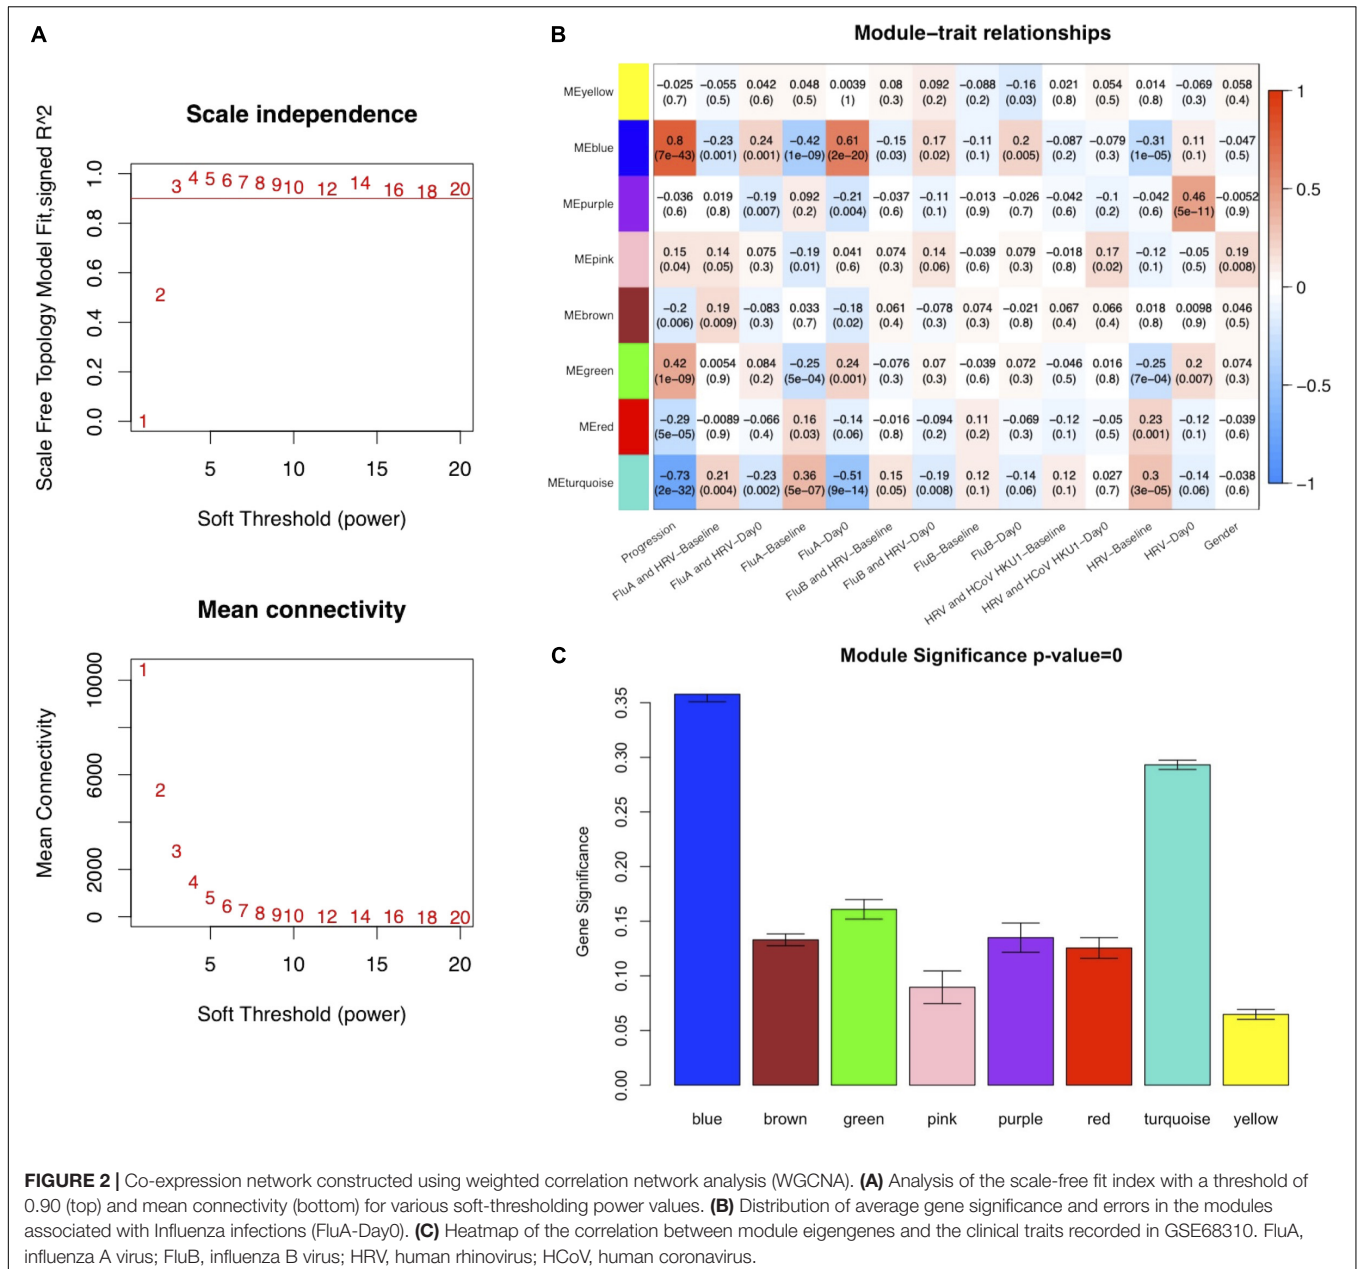 A
Scale independence
Scale Free Topology Model Fit,signed R^2
1.0
0.8
0.6
0.4
0.2
0.0
1 2 3 4 5 6 7 8 9 10 12 14 16 18 20
5 10 15 20
Soft Threshold (power)
Mean connectivity
Mean Connectivity
10000
6000
2000
0
1 2 3 4 5 6 7 8 9 10 12 14 16 18 20
5 10 15 20
Soft Threshold (power)
B
Module−trait relationships
MEyellow
−0.025 −0.055 0.042 0.048 0.0039 0.08 0.092 −0.088 −0.16 0.021 0.054 0.014 −0.069 0.058
(0.7) (0.5) (0.6) (0.5) (1) (0.3) (0.2) (0.2) (0.03) (0.8) (0.5) (0.8) (0.3) (0.4)
MEblue
0.8 −0.23 0.24 −0.42 0.61 −0.15 0.17 −0.11 0.2 −0.087 −0.079 −0.31 0.11 −0.047
(7e−43) (0.001) (0.001) (1e−09) (2e−20) (0.03) (0.02) (0.1) (0.005) (0.2) (0.3) (1e−05) (0.1) (0.5)
MEpurple
−0.036 0.019 −0.19 0.092 −0.21 −0.037 −0.11 −0.013 −0.026 −0.042 −0.1 −0.042 0.46 −0.0052
(0.6) (0.8) (0.007) (0.2) (0.004) (0.6) (0.1) (0.9) (0.7) (0.6) (0.2) (0.6) (5e−11) (0.9)
MEpink
0.15 0.14 0.075 −0.19 0.041 0.074 0.14 −0.039 0.079 −0.018 0.17 −0.12 −0.05 0.19
(0.04) (0.05) (0.3) (0.01) (0.6) (0.3) (0.06) (0.6) (0.3) (0.8) (0.02) (0.1) (0.5) (0.008)
MEbrown
−0.2 0.19 −0.083 0.033 −0.18 0.061 −0.078 0.074 −0.021 0.067 0.066 0.018 0.0098 0.046
(0.006) (0.009) (0.3) (0.7) (0.02) (0.4) (0.3) (0.3) (0.8) (0.4) (0.4) (0.8) (0.9) (0.5)
MEgreen
0.42 0.0054 0.084 −0.25 0.24 −0.076 0.07 −0.039 0.072 −0.046 0.016 −0.25 0.2 0.074
(1e−09) (0.9) (0.2) (5e−04) (0.001) (0.3) (0.3) (0.6) (0.3) (0.5) (0.8) (7e−04) (0.007) (0.3)
MEred
−0.29 −0.0089 −0.066 0.16 −0.14 −0.016 −0.094 0.11 −0.069 −0.12 −0.05 0.23 −0.12 −0.039
(5e−05) (0.9) (0.4) (0.03) (0.06) (0.8) (0.2) (0.2) (0.3) (0.1) (0.5) (0.001) (0.1) (0.6)
MEturquoise
−0.73 0.21 −0.23 0.36 −0.51 0.15 −0.19 0.12 −0.14 0.12 0.027 0.3 −0.14 −0.038
(2e−32) (0.004) (0.002) (5e−07) (9e−14) (0.05) (0.008) (0.1) (0.06) (0.1) (0.7) (3e−05) (0.06) (0.6)
Progression
FluA and HRV−Baseline
FluA and HRV−Day0
FluA−Baseline
FluA−Day0
FluB and HRV−Baseline
FluB and HRV−Day0
FluB−Baseline
FluB−Day0
HRV and HCoV HKU1−Baseline
HRV and HCoV HKU1−Day0
HRV−Baseline
HRV−Day0
Gender
1
0.5
0
−0.5
−1
C
Module Significance p-value=0
Gene Significance
0.35
0.30
0.25
0.20
0.15
0.10
0.05
0.00
blue brown green pink purple red turquoise yellow
FIGURE 2 | Co-expression network constructed using weighted correlation network analysis (WGCNA). (A) Analysis of the scale-free fit index with a threshold of
0.90 (top) and mean connectivity (bottom) for various soft-thresholding power values. (B) Distribution of average gene significance and errors in the modules
associated with Influenza infections (FluA-Day0). (C) Heatmap of the correlation between module eigengenes and the clinical traits recorded in GSE68310. FluA,
influenza A virus; FluB, influenza B virus; HRV, human rhinovirus; HCoV, human coronavirus.